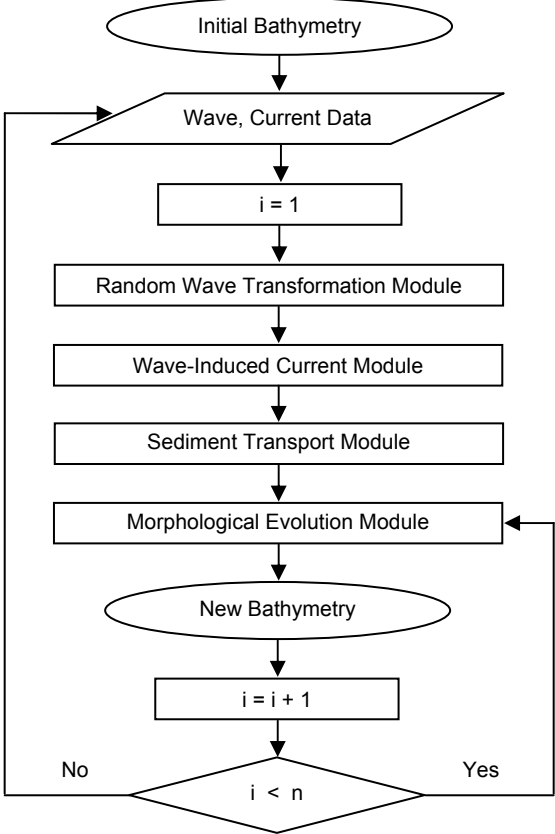 Initial Bathymetry
Wave, Current Data
i = 1
Random Wave Transformation Module
Wave-Induced Current Module
Sediment Transport Module
Morphological Evolution Module
New Bathymetry
i = i + 1
No
Yes
i < n